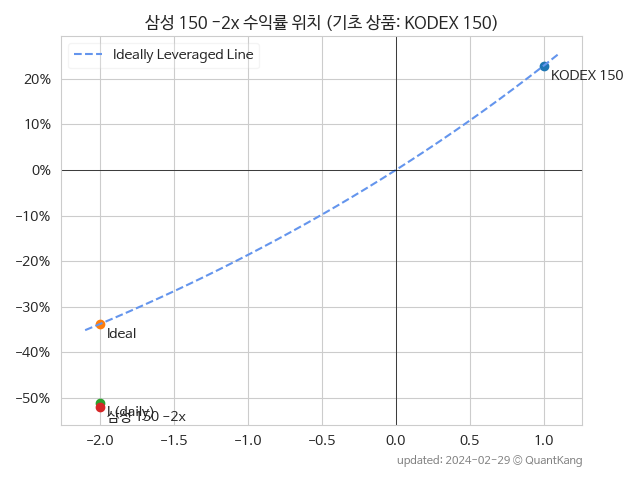 삼성 150 -2x 수익률 위치 (기초 상품: KODEX 150)
Ideally Leveraged Line
20%
10%
0%
-10%
-20%
-30%
-40%
-50%
KODEX 150
Ideal
(daily)
삼성 150 -2x
-2.0 -1.5 -1.0 -0.5 0.0 0.5 1.0
updated: 2024-02-29 © QuantKang